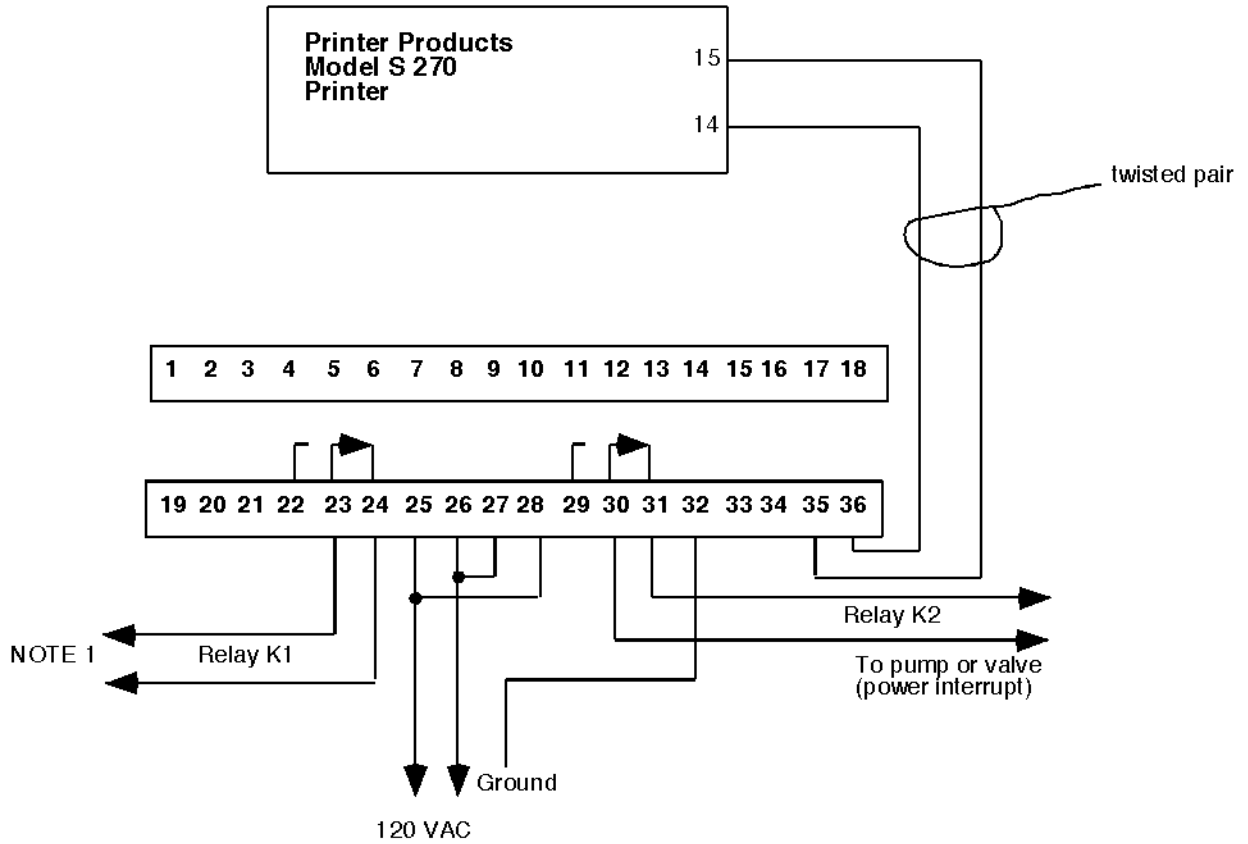 Printer Products
Model S 270
Printer
15
14
twisted pair
1 2 3 4 5 6 7 8 9 10 11 12 13 14 15 16 17 18
19 20 21 22 23 24 25 26 27 28 29 30 31 32 33 34 35 36
Relay K2
NOTE 1
Relay K1
To pump or valve
(power interrupt)
Ground
120 VAC